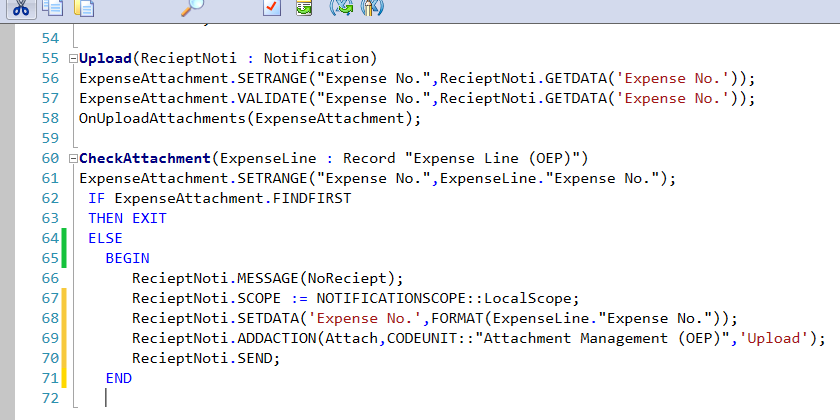 54
55 Upload(RecieptNoti : Notification)
56 ExpenseAttachment.SETRANGE("Expense No.",RecieptNoti.GETDATA('Expense No.'));
57 ExpenseAttachment.VALIDATE("Expense No.",RecieptNoti.GETDATA('Expense No.'));
58 OnUploadAttachments(ExpenseAttachment);
59
60 CheckAttachment(ExpenseLine : Record "Expense Line (OEP)")
61 ExpenseAttachment.SETRANGE("Expense No.",ExpenseLine."Expense No.");
62 IF ExpenseAttachment.FINDFIRST
63 THEN EXIT
64 ELSE
65 BEGIN
66 RecieptNoti.MESSAGE(NoReciept);
67 RecieptNoti.SCOPE := NOTIFICATIONSCOPE::LocalScope;
68 RecieptNoti.SETDATA('Expense No.',FORMAT(ExpenseLine."Expense No."));
69 RecieptNoti.ADDACTION(Attach,CODEUNIT::"Attachment Management (OEP)",'Upload');
70 RecieptNoti.SEND;
71 END
72